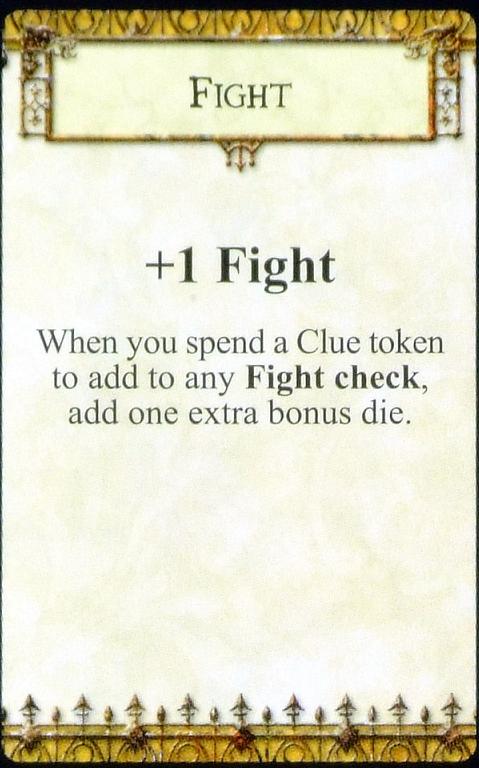 FIGHT
+1 Fight
When you spend a Clue token
to add to any Fight check,
add one extra bonus die.